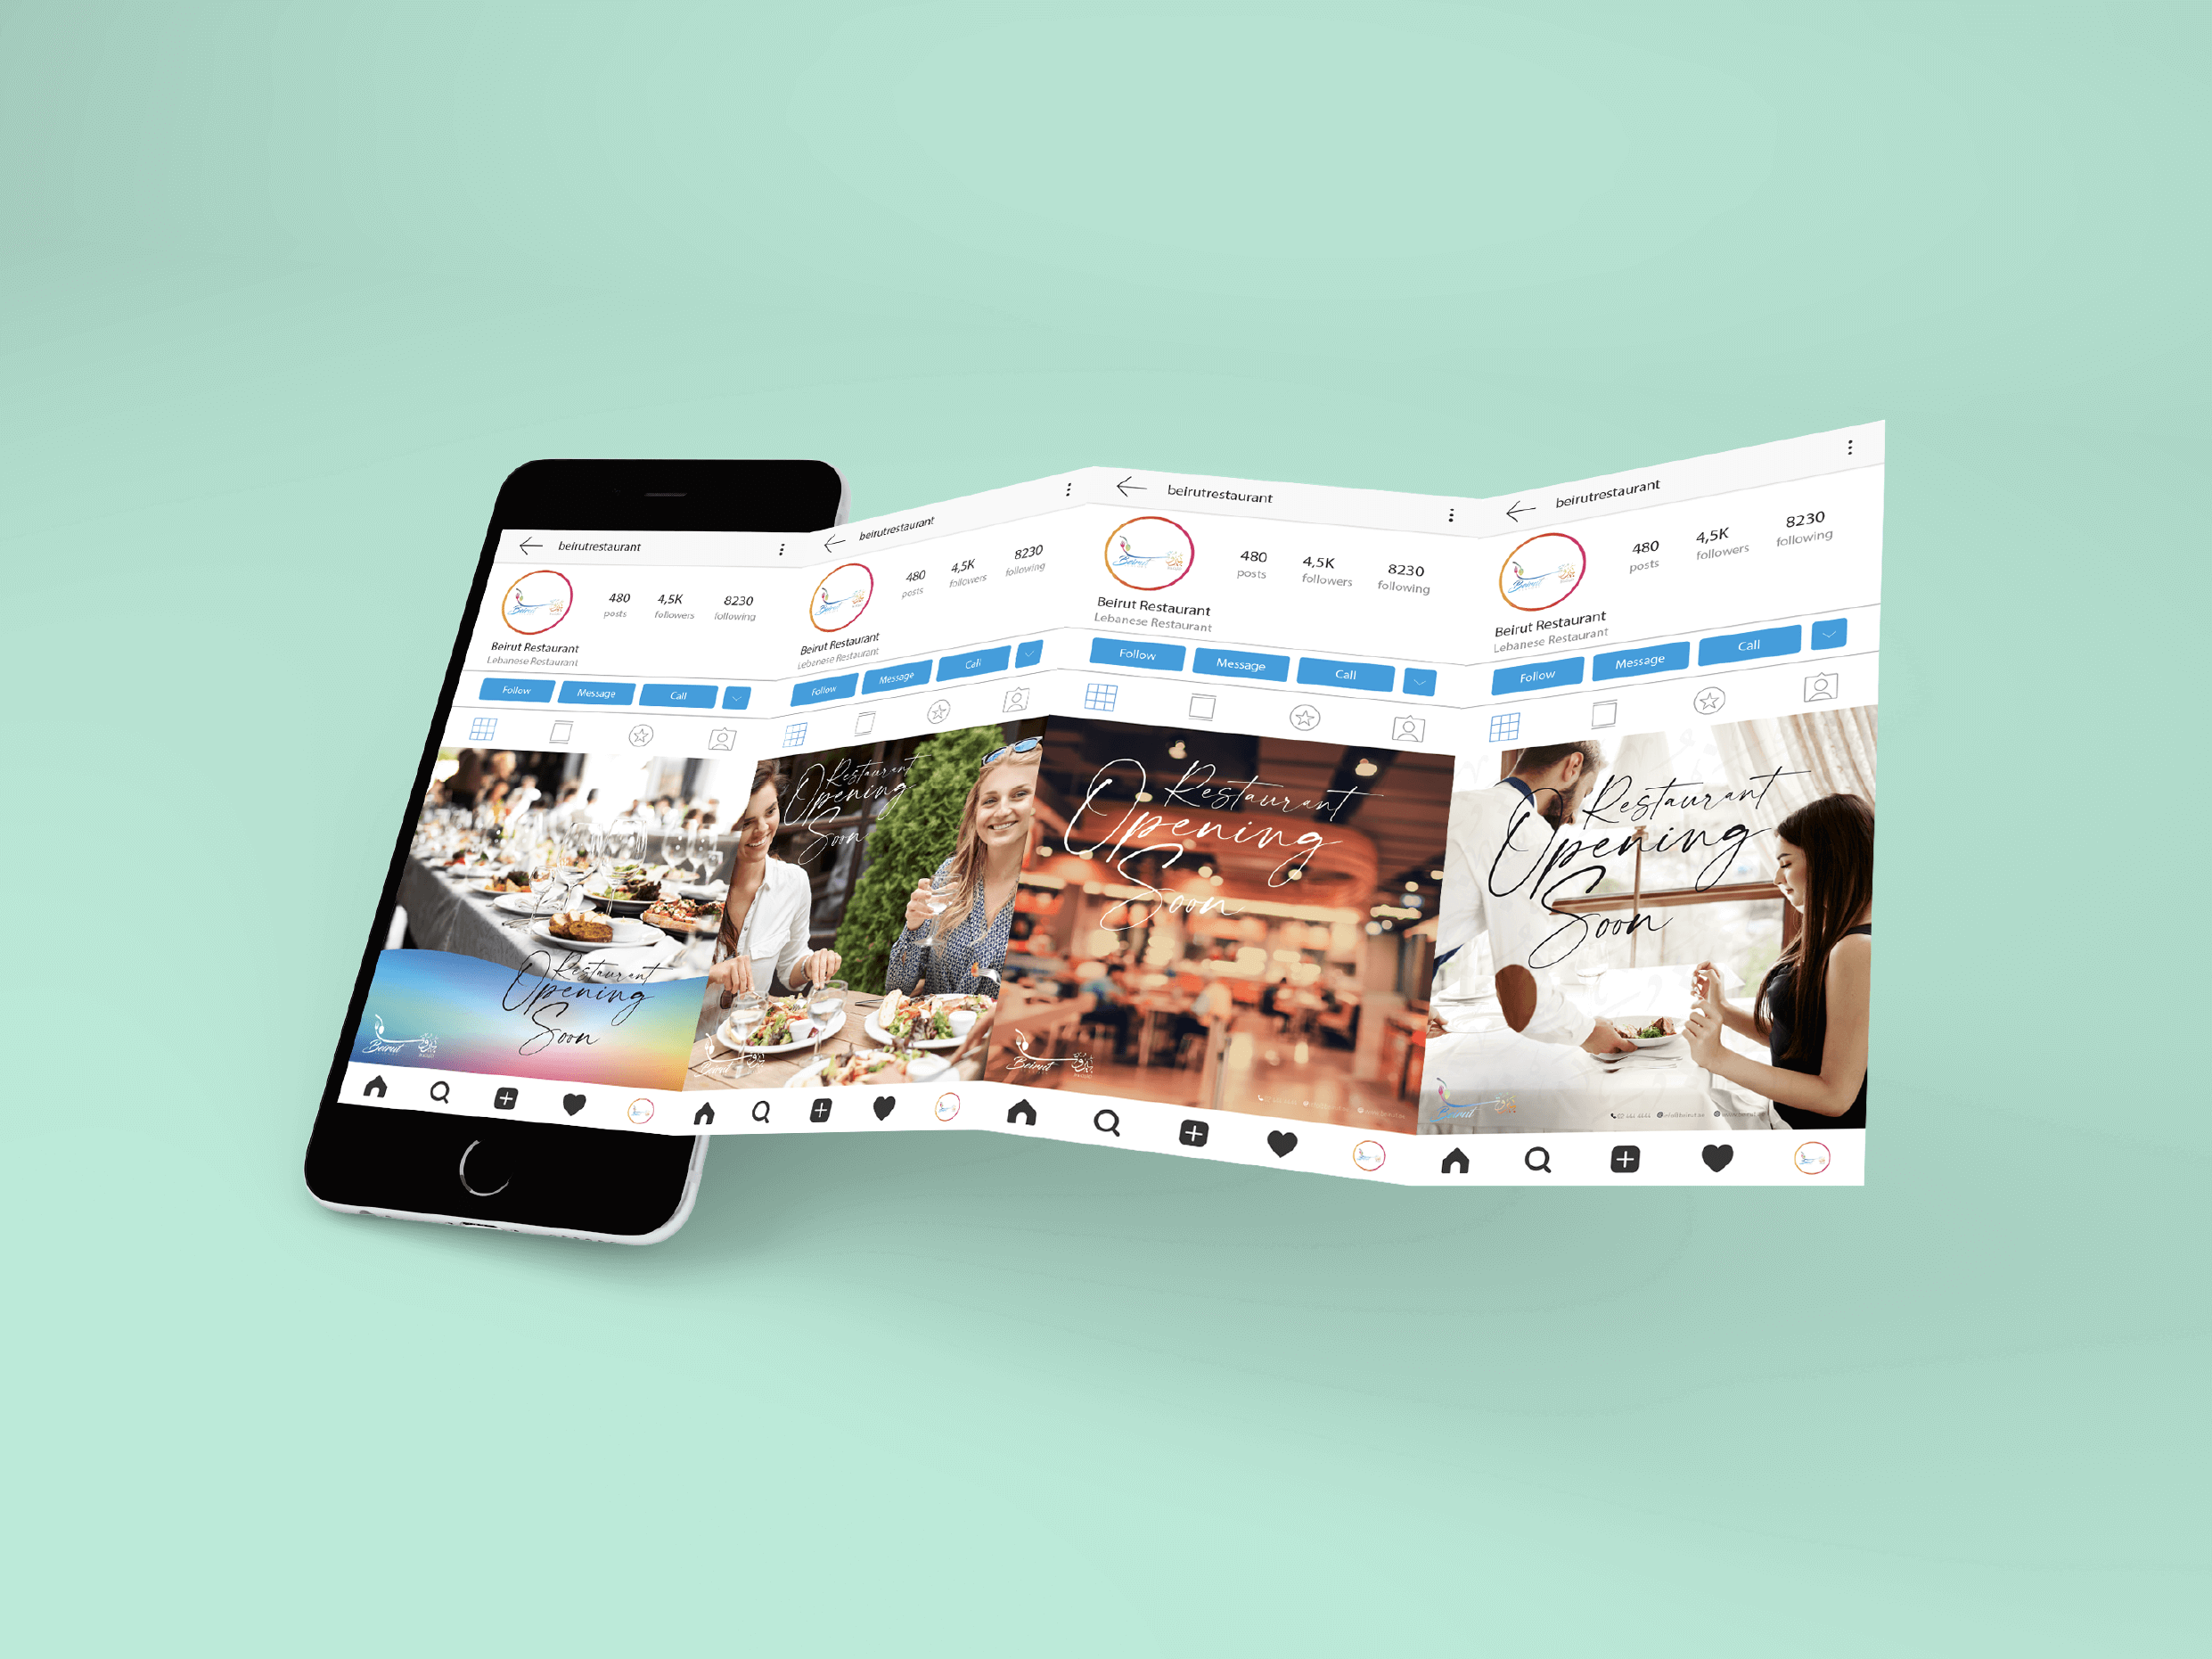 beirutrestaurant
480 4,5K 8230
posts followers following
Beirut Restaurant
Lebanese Restaurant
Follow Message Call
Restaurant
Opening
Soon
Beirut بيروت
beirutrestaurant
480 4,5K 8230
posts followers following
Beirut Restaurant
Lebanese Restaurant
Follow Message Call
Restaurant
Opening
Soon
Beirut بيروت
beirutrestaurant
480 4,5K 8230
posts followers following
Beirut Restaurant
Lebanese Restaurant
Follow Message Call
Restaurant
Opening
Soon
Beirut بيروت
beirutrestaurant
480 4,5K 8230
posts followers following
Beirut Restaurant
Lebanese Restaurant
Follow Message Call
Restaurant
Opening
Soon
Beirut بيروت